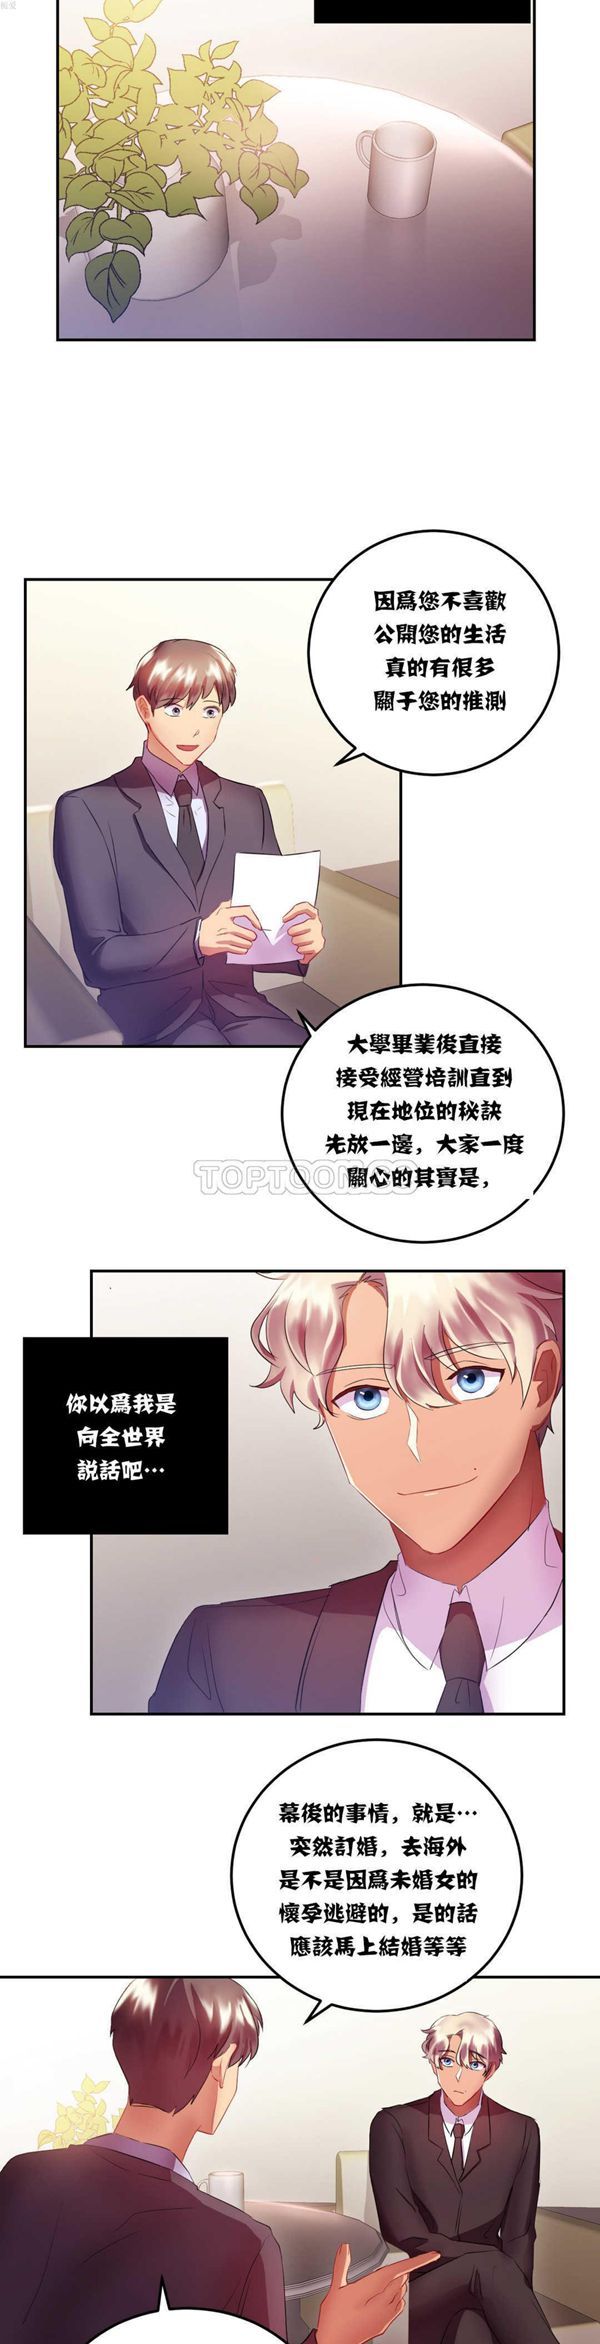 因爲您不喜歡
公開您的生活
真的有很多
關于您的推測
大學畢業後直接
接受經營培訓直到
現在地位的秘訣
先放一邊，大家一度
關心的其實是，
TOPTOON
你以爲我是
向全世界
説話吧…
幕後的事情，就是…
突然訂婚，去海外
是不是因爲未婚女的
懷孕逃避的，是的話
應該馬上結婚等等